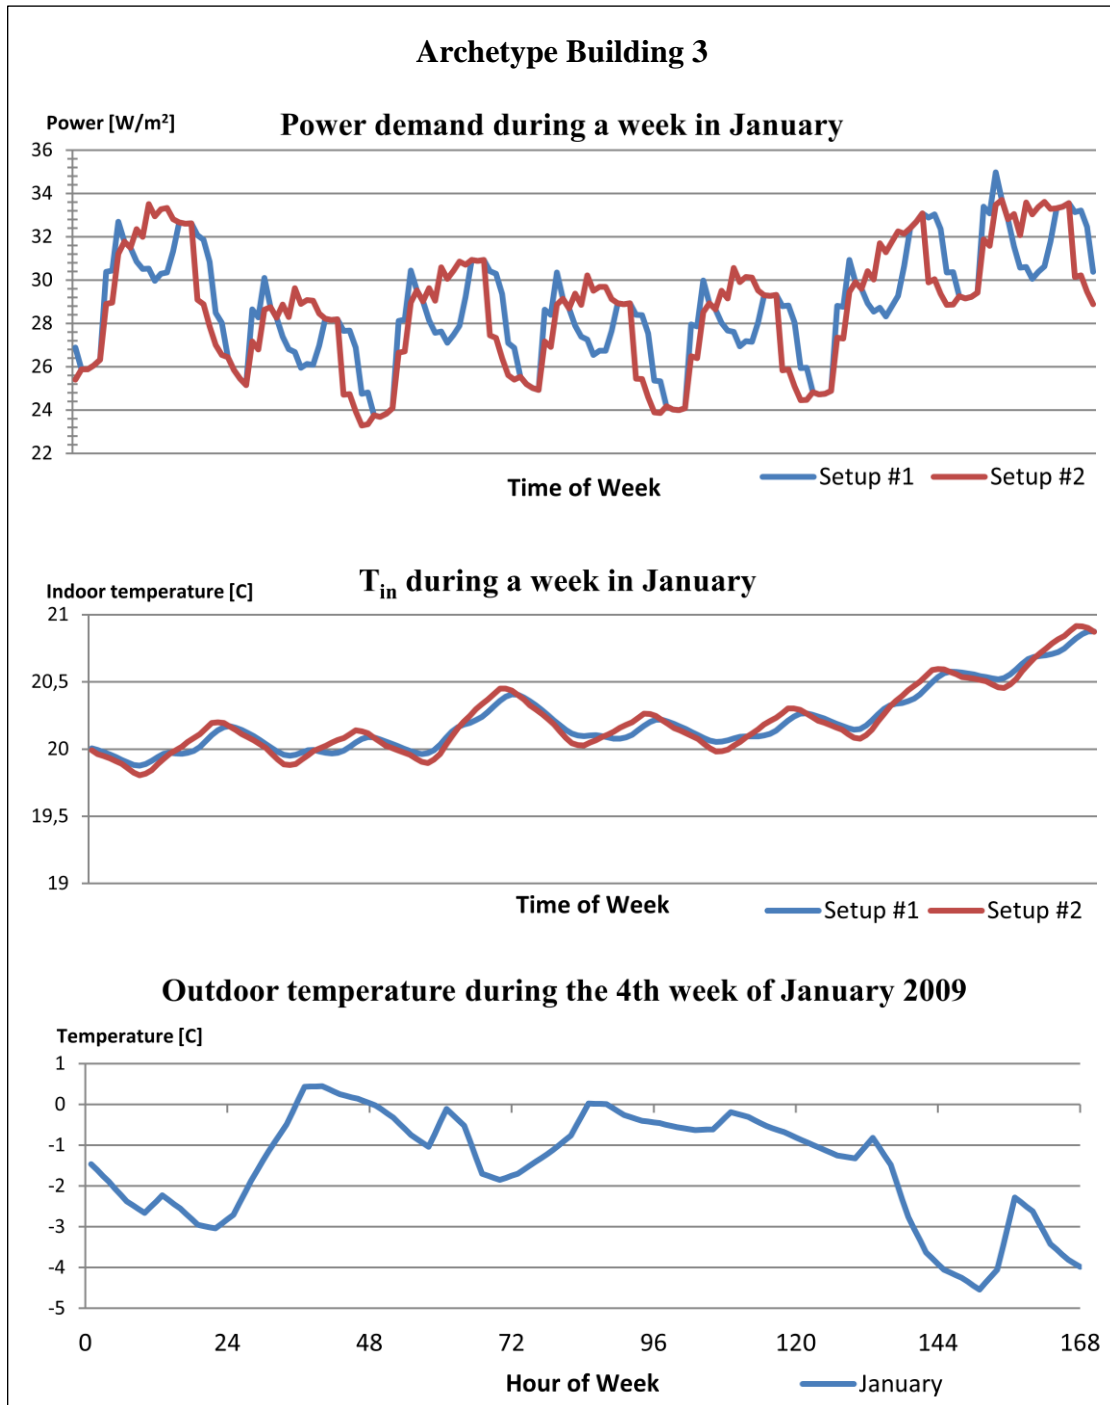 Archetype Building 3
Power [W/m²]
Power demand during a week in January
36
34
32
30
28
26
24
22
Time of Week
Setup #1
Setup #2
Indoor temperature [C]
T_in during a week in January
21
20,5
20
19,5
19
Time of Week
Setup #1
Setup #2
Outdoor temperature during the 4th week of January 2009
Temperature [C]
1
0
-1
-2
-3
-4
-5
0 24 48 72 96 120 144 168
Hour of Week
January